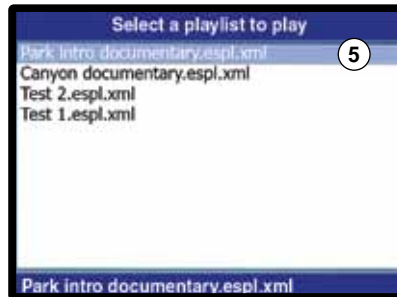 Select a playlist to play
Park intro documentary.espl.xml
5
Canyon documentary.espl.xml
Test 2.espl.xml
Test 1.espl.xml
Park intro documentary.espl.xml